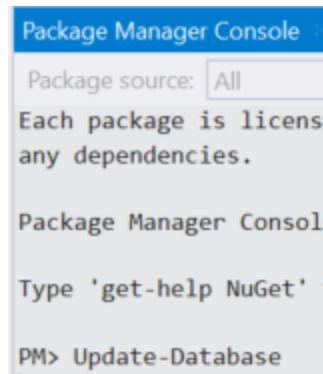 Package Manager Console
Package source: All
Each package is licens
any dependencies.
Package Manager Consol
Type 'get-help NuGet'
PM> Update-Database